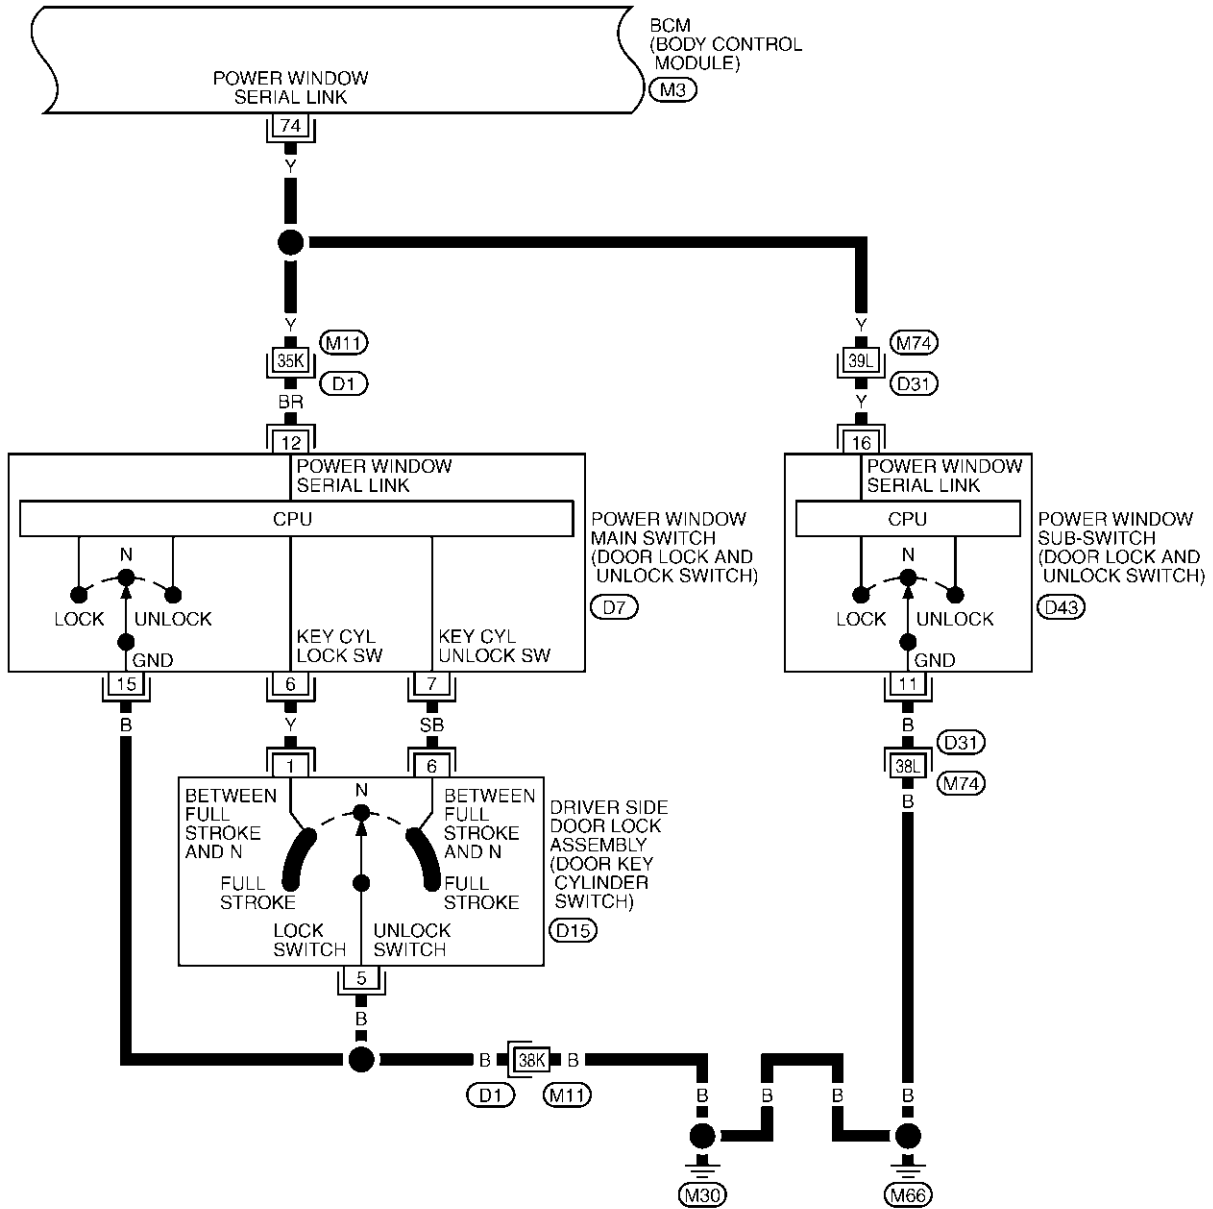 BCM
(BODY CONTROL
MODULE)
M3
POWER WINDOW
SERIAL LINK
74
Y
Y
Y
M11
35K
D1
M74
39L
D31
BR
Y
12
16
POWER WINDOW
SERIAL LINK
CPU
N
LOCK
UNLOCK
GND
KEY CYL
LOCK SW
KEY CYL
UNLOCK SW
POWER WINDOW
MAIN SWITCH
(DOOR LOCK AND
UNLOCK SWITCH)
D7
POWER WINDOW
SERIAL LINK
CPU
N
LOCK
UNLOCK
GND
POWER WINDOW
SUB-SWITCH
(DOOR LOCK AND
UNLOCK SWITCH)
D43
15
6
7
11
B
Y
SB
B
1
6
D31
38L
M74
B
BETWEEN
FULL
STROKE
AND N
N
BETWEEN
FULL
STROKE
AND N
FULL
STROKE
FULL
STROKE
LOCK
SWITCH
UNLOCK
SWITCH
DRIVER SIDE
DOOR LOCK
ASSEMBLY
(DOOR KEY
CYLINDER
SWITCH)
D15
5
B
B
38K
B
D1
M11
B
B
B
B
M30
M66